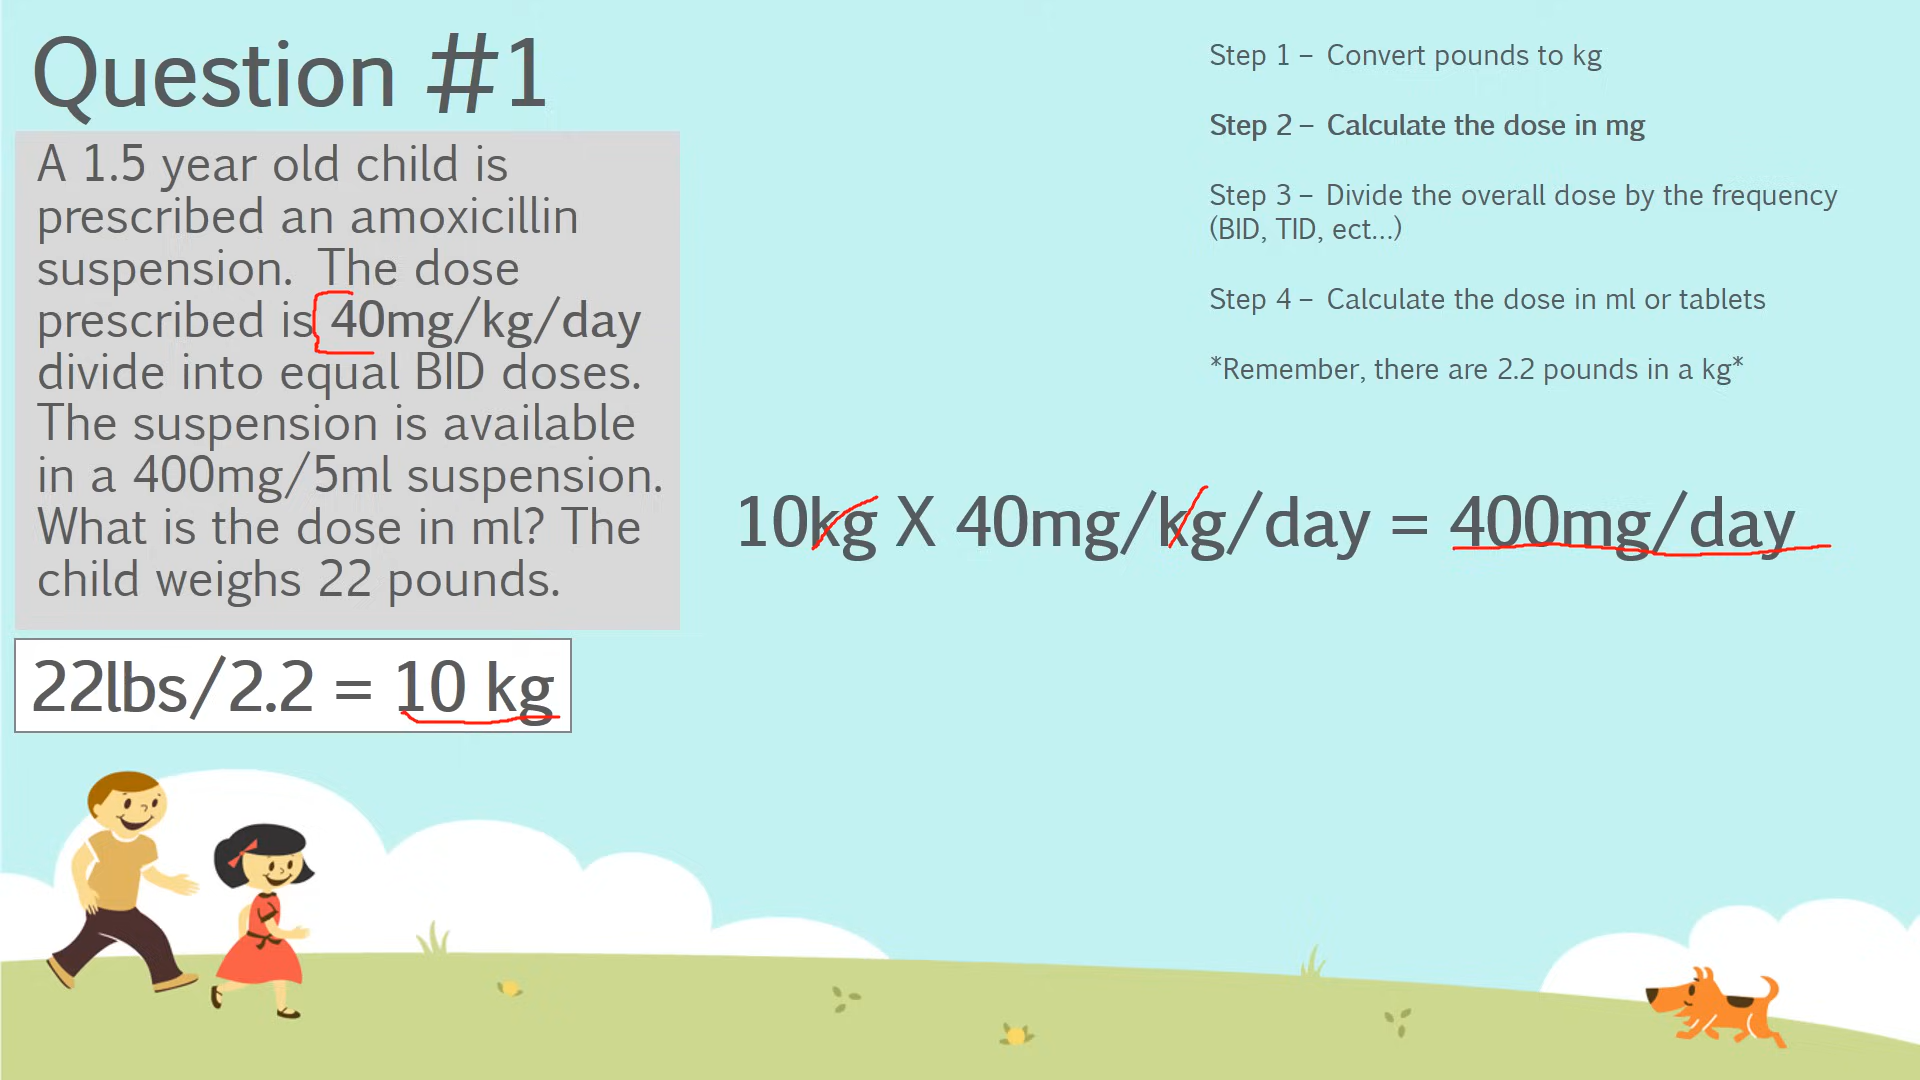 Question #1
A 1.5 year old child is
prescribed an amoxicillin
suspension. The dose
prescribed is 40mg/kg/day
divide into equal BID doses.
The suspension is available
in a 400mg/5ml suspension.
What is the dose in ml? The
child weighs 22 pounds.
22lbs/2.2 = 10 kg
Step 1 – Convert pounds to kg
Step 2 – Calculate the dose in mg
Step 3 – Divide the overall dose by the frequency
(BID, TID, ect...)
Step 4 – Calculate the dose in ml or tablets
*Remember, there are 2.2 pounds in a kg*
10kg X 40mg/kg/day = 400mg/day